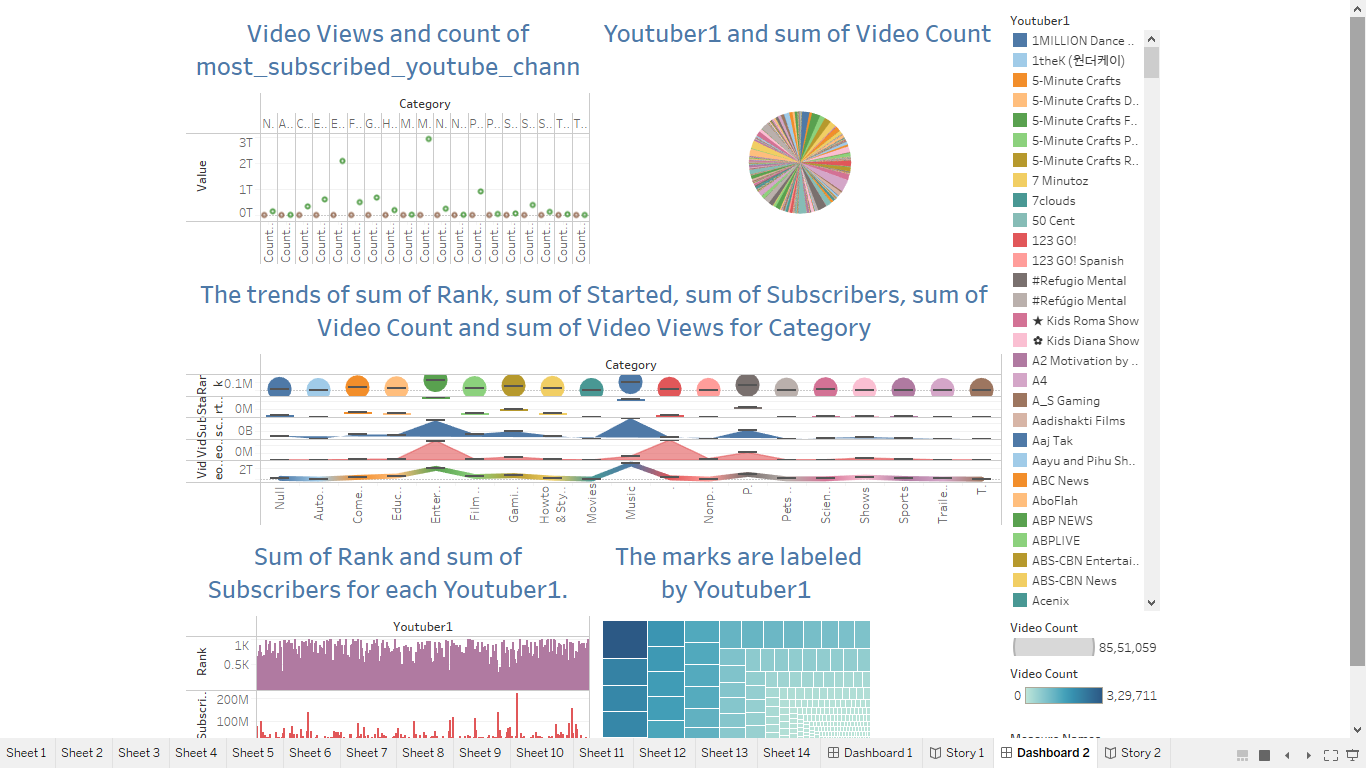 Video Views and count of
most_subscribed_youtube_chann
Category
N. A.. C.. E.. E.. F.. G.. H.. M. M. N. N.. P.. P.. S.. S.. S.. T.. T..
Value
3T
2T
1T
0T
Count.. Count.. Count.. Count.. Count.. Count.. Count.. Count.. Count.. Count.. Count.. Count.. Count.. Count.. Count.. Count.. Count.. Count.. Count..
Youtuber1 and sum of Video Count
The trends of sum of Rank, sum of Started, sum of Subscribers, sum of
Video Count and sum of Video Views for Category
Category
0.1M
0M
0B
0M
2T
Null Auto.. Come.. Educ.. Enter.. Film .. Gami.. Howto & Sty.. Movies Music . Nonp.. P. Pets .. Scien.. Shows Sports Traile.. T.
Sum of Rank and sum of
Subscribers for each Youtuber1.
Youtuber1
Rank
1K
0.5K
Subscri..
200M
100M
The marks are labeled
by Youtuber1
Youtuber1
1MILLION Dance ..
1theK (원더케이)
5-Minute Crafts
5-Minute Crafts D..
5-Minute Crafts F..
5-Minute Crafts P..
5-Minute Crafts R..
7 Minutoz
7clouds
50 Cent
123 GO!
123 GO! Spanish
#Refugio Mental
#Refúgio Mental
★ Kids Roma Show
✿ Kids Diana Show
A2 Motivation by ..
A4
A_S Gaming
Aadishakti Films
Aaj Tak
Aayu and Pihu Sh..
ABC News
AboFlah
ABP NEWS
ABPLIVE
ABS-CBN Entertai..
ABS-CBN News
Acenix
Video Count
85,51,059
Video Count
0 3,29,711
Sheet 1 Sheet 2 Sheet 3 Sheet 4 Sheet 5 Sheet 6 Sheet 7 Sheet 8 Sheet 9 Sheet 10 Sheet 11 Sheet 12 Sheet 13 Sheet 14 Dashboard 1 Story 1 Dashboard 2 Story 2